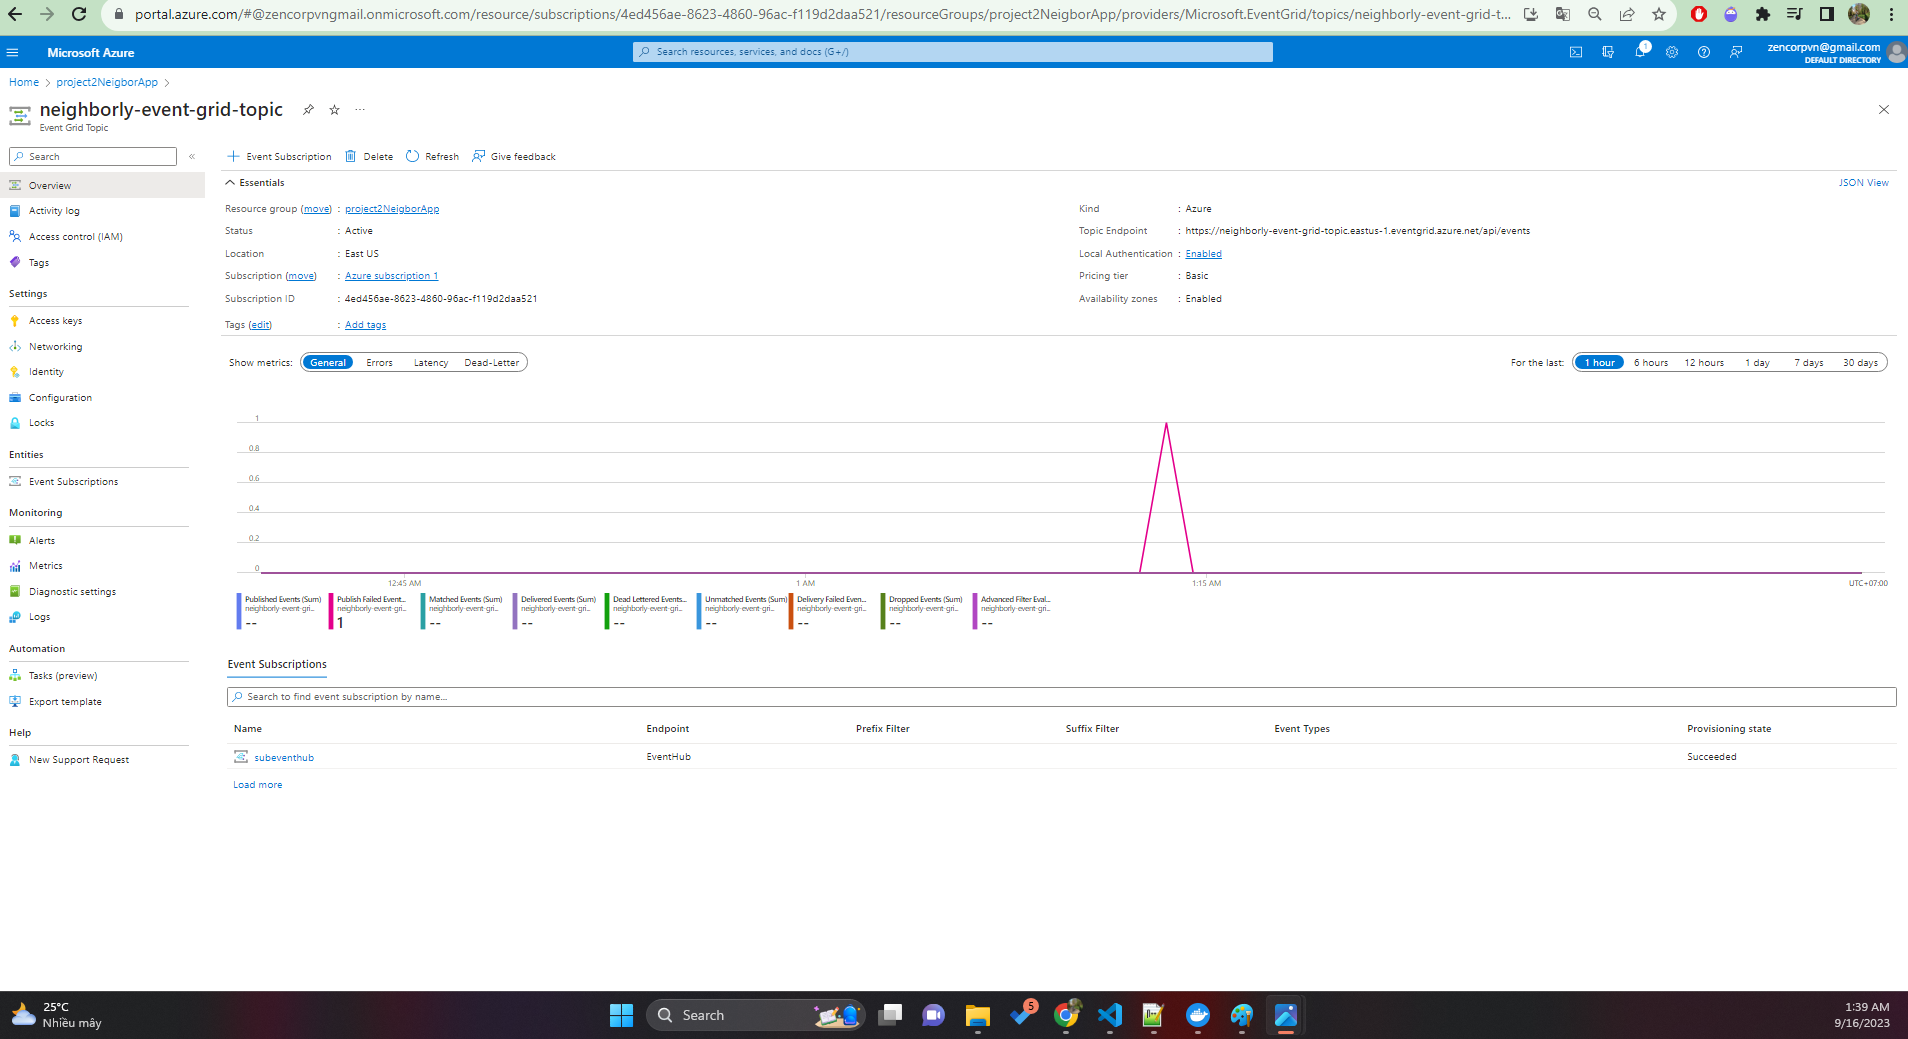 portal.azure.com/#@zencorpvngmail.onmicrosoft.com/resource/subscriptions/4ed456ae-8623-4860-96ac-f119d2daa521/resourceGroups/project2NeigborApp/providers/Microsoft.EventGrid/topics/neighborly-event-grid-t...
Microsoft Azure
Search resources, services, and docs (G+/)
1
zencorpvn@gmail.com
DEFAULT DIRECTORY
Home > project2NeigborApp >
neighborly-event-grid-topic
Event Grid Topic
Search
«
Event Subscription Delete Refresh Give feedback
Overview
Activity log
Access control (IAM)
Tags
Settings
Access keys
Networking
Identity
Configuration
Locks
Entities
Event Subscriptions
Monitoring
Alerts
Metrics
Diagnostic settings
Logs
Automation
Tasks (preview)
Export template
Help
New Support Request
Essentials
JSON View
Resource group (move) : project2NeigborApp
Status : Active
Location : East US
Subscription (move) : Azure subscription 1
Subscription ID : 4ed456ae-8623-4860-96ac-f119d2daa521
Tags (edit) : Add tags
Kind : Azure
Topic Endpoint : https://neighborly-event-grid-topic.eastus-1.eventgrid.azure.net/api/events
Local Authentication : Enabled
Pricing tier : Basic
Availability zones : Enabled
Show metrics: General Errors Latency Dead-Letter
For the last: 1 hour 6 hours 12 hours 1 day 7 days 30 days
1
0.8
0.6
0.4
0.2
0
12:45 AM 1 AM 1:15 AM UTC+07:00
Published Events (Sum) Publish Failed Event... Matched Events (Sum) Delivered Events (Sum) Dead Lettered Events... Unmatched Events (Sum) Delivery Failed Even... Dropped Events (Sum) Advanced Filter Eval...
neighborly-event-gri... neighborly-event-gri... neighborly-event-gri... neighborly-event-gri... neighborly-event-gri... neighborly-event-gri... neighborly-event-gri... neighborly-event-gri... neighborly-event-gri...
-- 1 -- -- -- -- -- -- --
Event Subscriptions
Search to find event subscription by name...
Name Endpoint Prefix Filter Suffix Filter Event Types Provisioning state
subeventhub EventHub Succeeded
Load more
25°C
Nhiều mây
Search
5
1:39 AM
9/16/2023